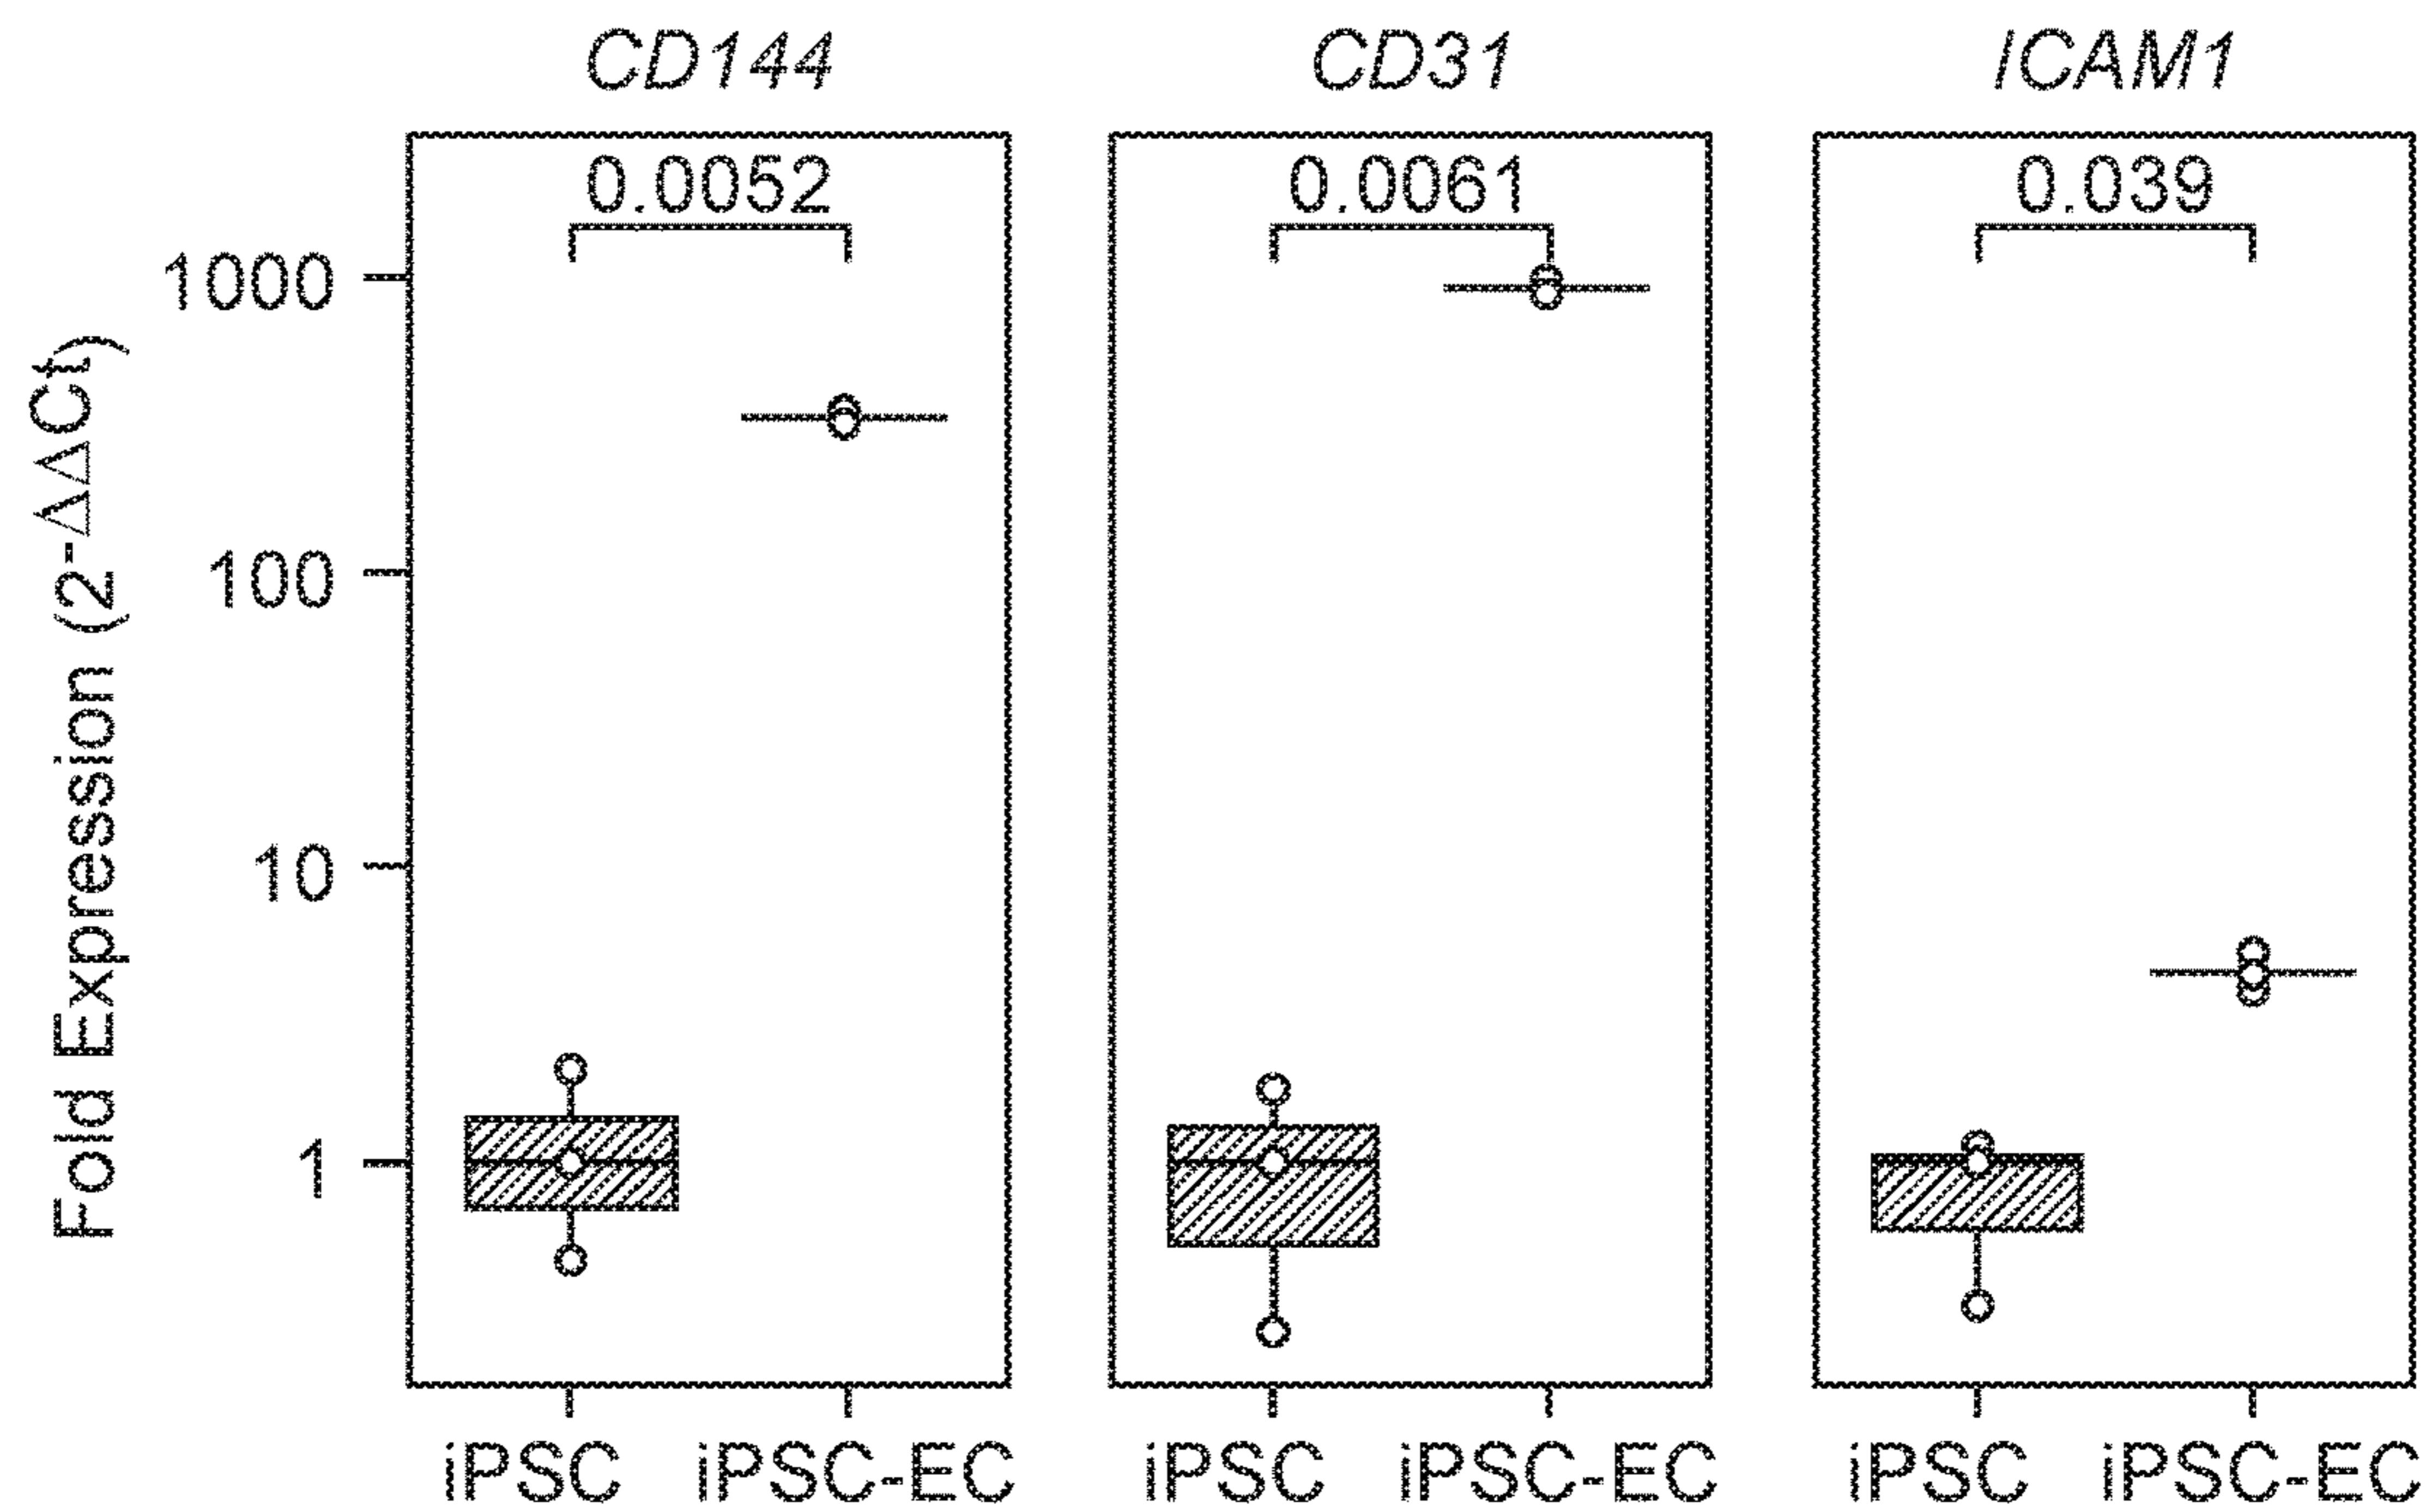 CD144 CD31 ICAM1
0.0052 0.0061 0.039
Fold Expression (2⁻ΔΔCt)
1000
100
10
1
iPSC iPSC-EC iPSC iPSC-EC iPSC iPSC-EC